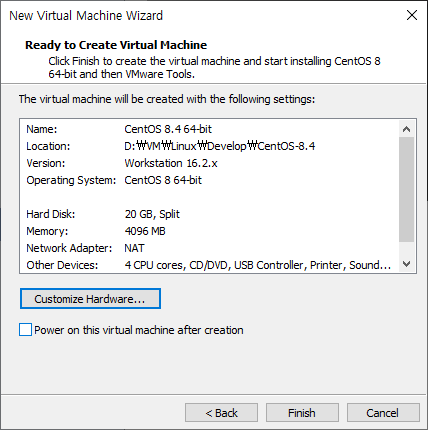 New Virtual Machine Wizard
Ready to Create Virtual Machine
Click Finish to create the virtual machine and start installing CentOS 8
64-bit and then VMware Tools.
The virtual machine will be created with the following settings:
Name: CentOS 8.4 64-bit
Location: D:₩VM₩Linux₩Develop₩CentOS-8.4
Version: Workstation 16.2.x
Operating System: CentOS 8 64-bit
Hard Disk: 20 GB, Split
Memory: 4096 MB
Network Adapter: NAT
Other Devices: 4 CPU cores, CD/DVD, USB Controller, Printer, Sound...
Customize Hardware...
Power on this virtual machine after creation
< Back Finish Cancel